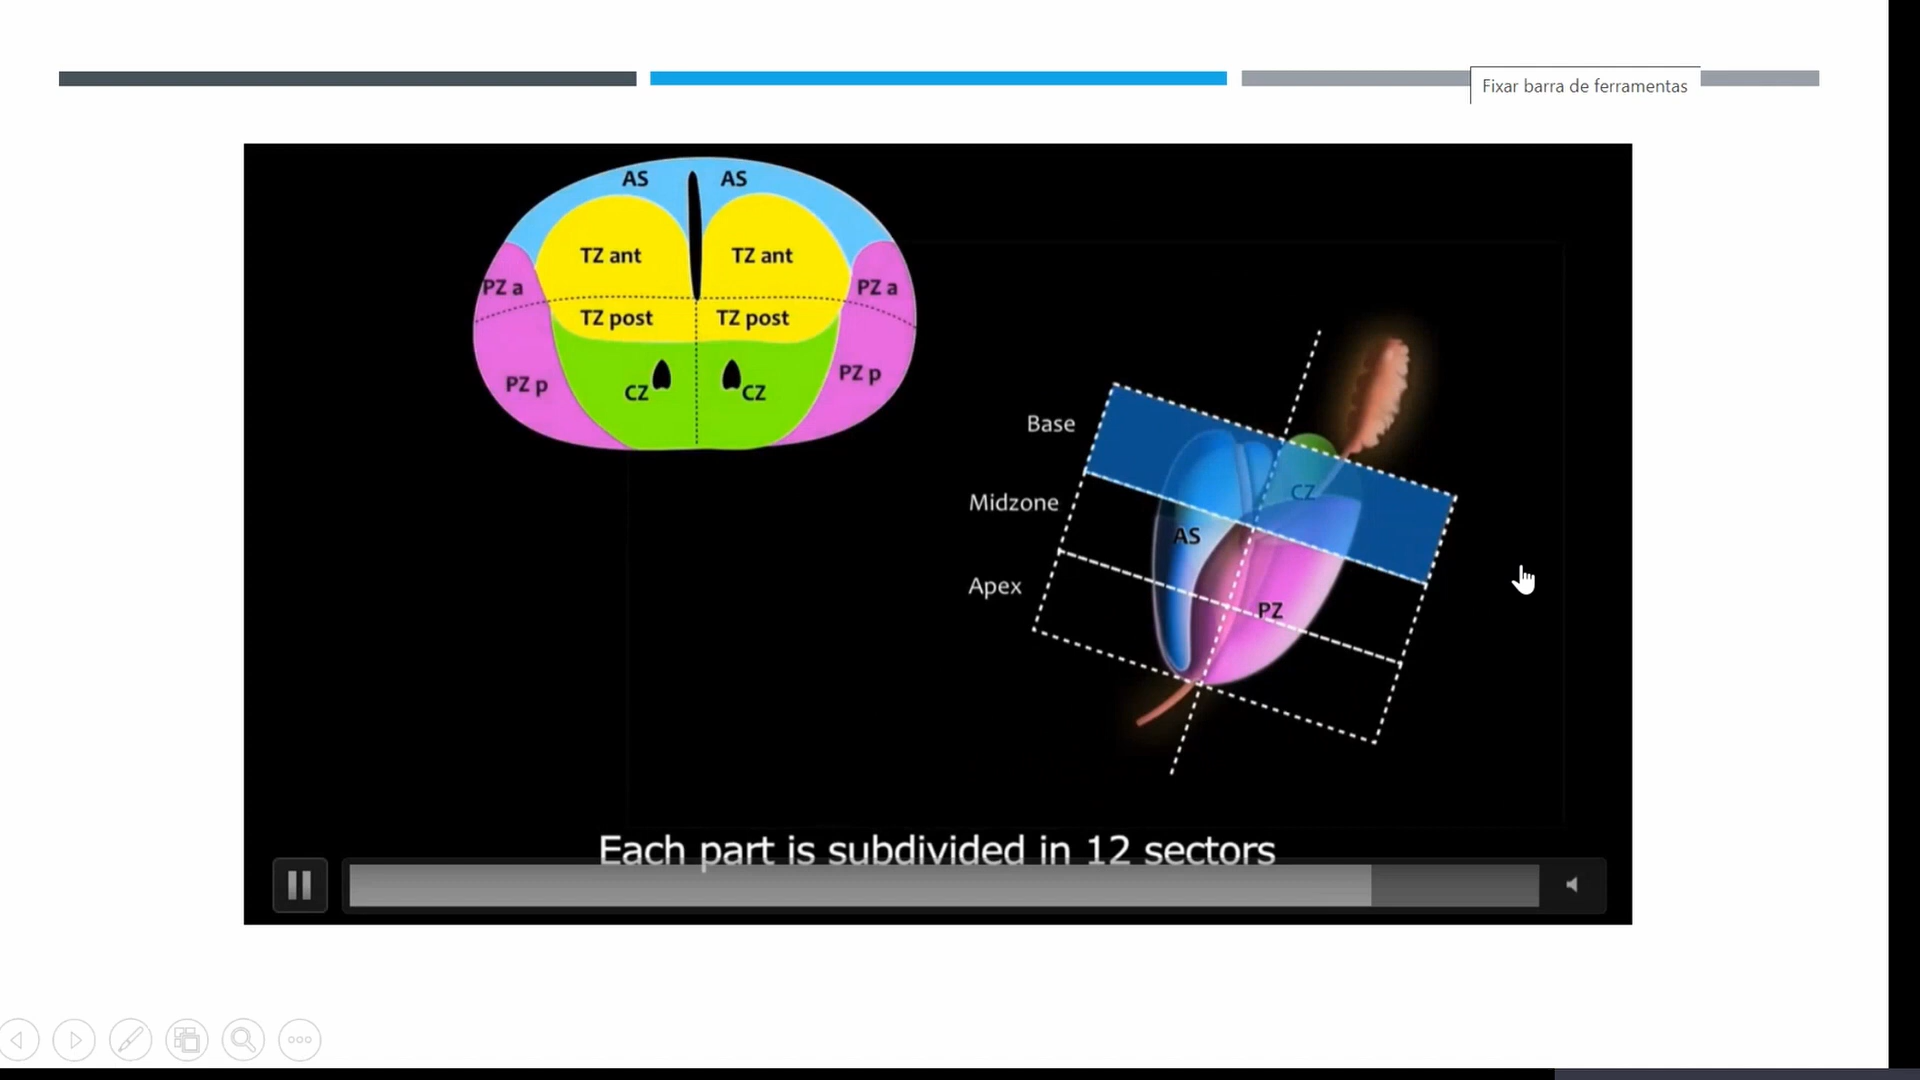 Fixar barra de ferramentas
AS AS
TZ ant TZ ant
PZ a PZ a
TZ post TZ post
PZ p PZ p
CZ CZ
Base
Midzone
Apex
CZ
AS
PZ
Each part is subdivided in 12 sectors